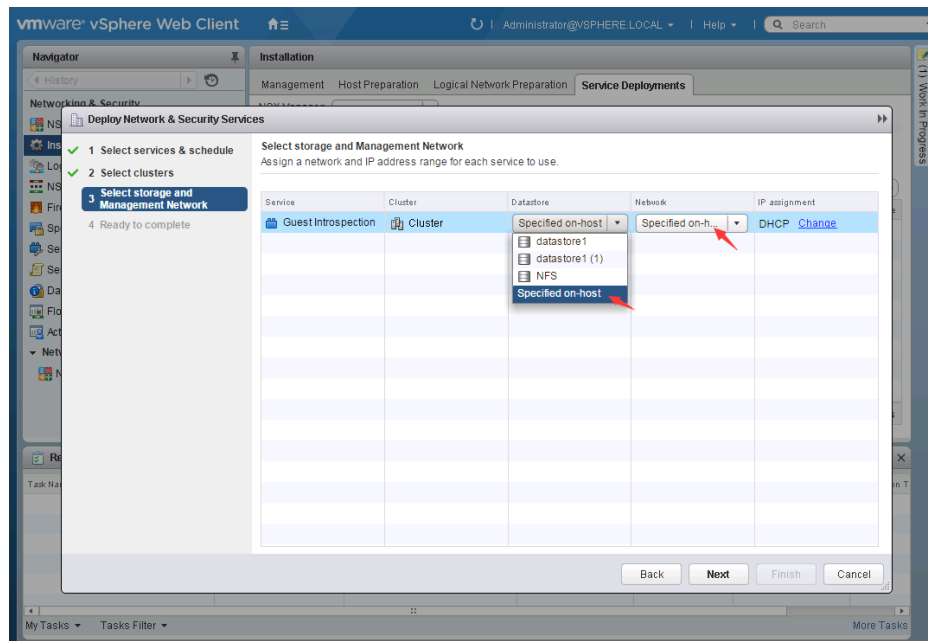 vmware® vSphere Web Client
Administrator@VSPHERE.LOCAL
Help
Search
Navigator
History
Networking & Security
Installation
Management Host Preparation Logical Network Preparation Service Deployments
(1) Work In Progress
Deploy Network & Security Services
1 Select services & schedule
2 Select clusters
3 Select storage and Management Network
4 Ready to complete
Select storage and Management Network
Assign a network and IP address range for each service to use.
Service Cluster Datastore Network IP assignment
Guest Introspection Cluster Specified on-host Specified on-h... DHCP Change
datastore1
datastore1 (1)
NFS
Specified on-host
Back Next Finish Cancel
My Tasks Tasks Filter More Tasks